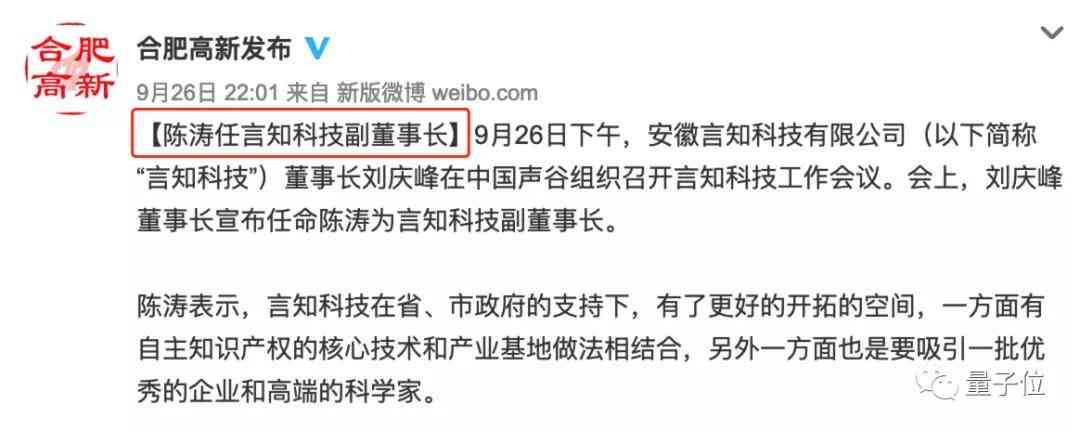 合肥
高新
合肥高新发布
9月26日 22:01 来自 新版微博 weibo.com
【陈涛任言知科技副董事长】9月26日下午，安徽言知科技有限公司（以下简称
“言知科技”）董事长刘庆峰在中国声谷组织召开言知科技工作会议。会上，刘庆峰
董事长宣布任命陈涛为言知科技副董事长。
陈涛表示，言知科技在省、市政府的支持下，有了更好的开拓的空间，一方面有
自主知识产权的核心技术和产业基地做法相结合，另外一方面也是要吸引一批优
秀的企业和高端的科学家。
量子位